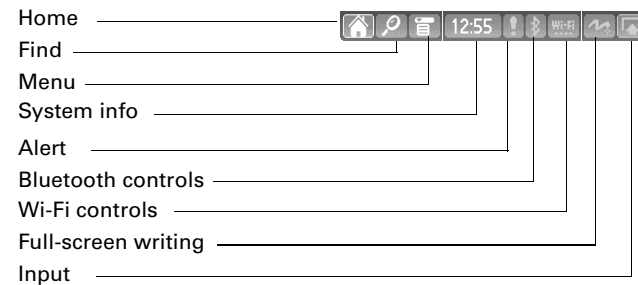 Home
Find
Menu
12:55
Wi-Fi
System info
Alert
Bluetooth controls
Wi-Fi controls
Full-screen writing
Input